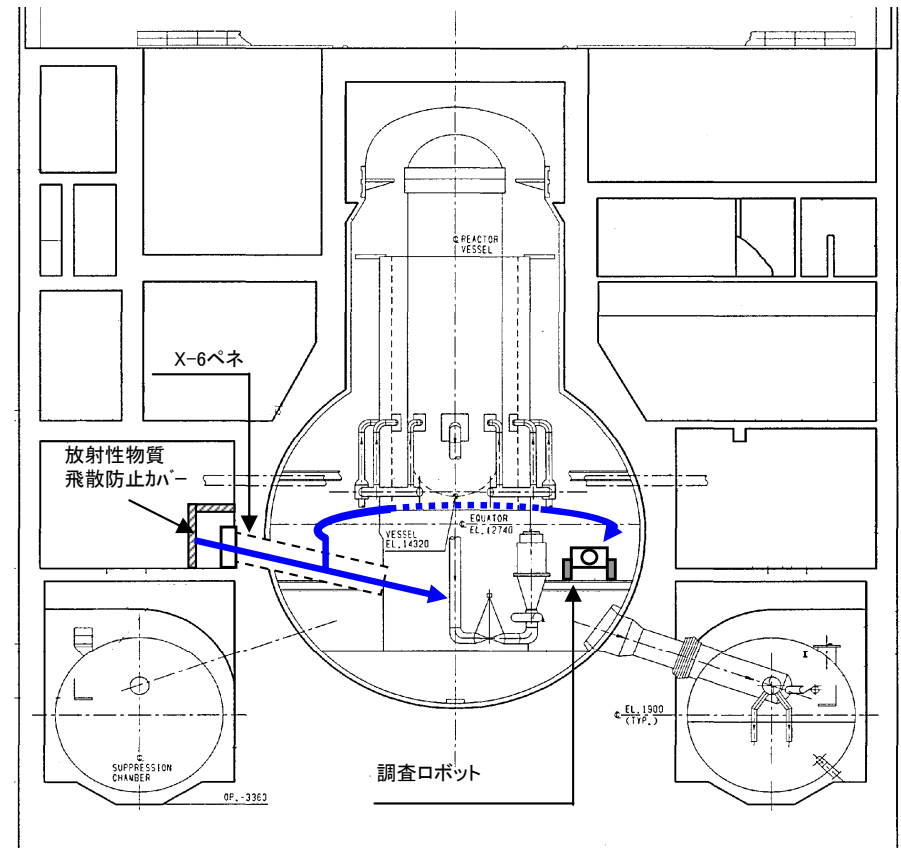 ℄ REACTOR
VESSEL
X-6ペネ
放射性物質
飛散防止カバー
VESSEL
EL.14320
℄ EQUATOR
EL.12740
℄ EL.1900
(TYP.)
℄
SUPPRESSION
CHAMBER
OP.-3360
調査ロボット